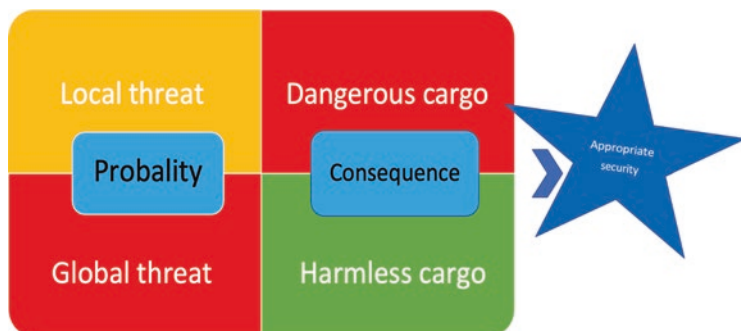 Local threat
Dangerous cargo
Probality
Consequence
Appropriate
security
Global threat
Harmless cargo